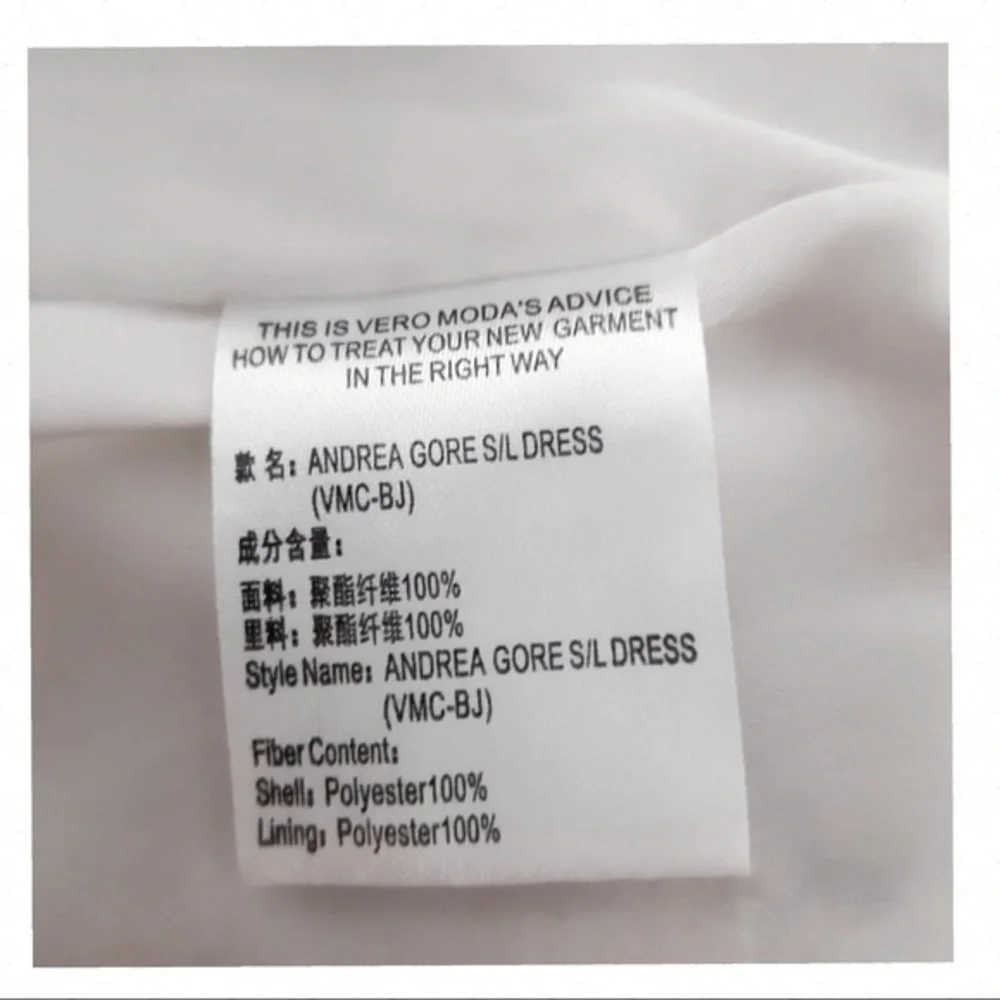 THIS IS VERO MODA'S ADVICE
HOW TO TREAT YOUR NEW GARMENT
IN THE RIGHT WAY
款名：ANDREA GORE S/L DRESS
(VMC-BJ)
成分含量：
面料：聚酯纤维100%
里料：聚酯纤维100%
Style Name：ANDREA GORE S/L DRESS
(VMC-BJ)
Fiber Content：
Shell：Polyester100%
Lining：Polyester100%